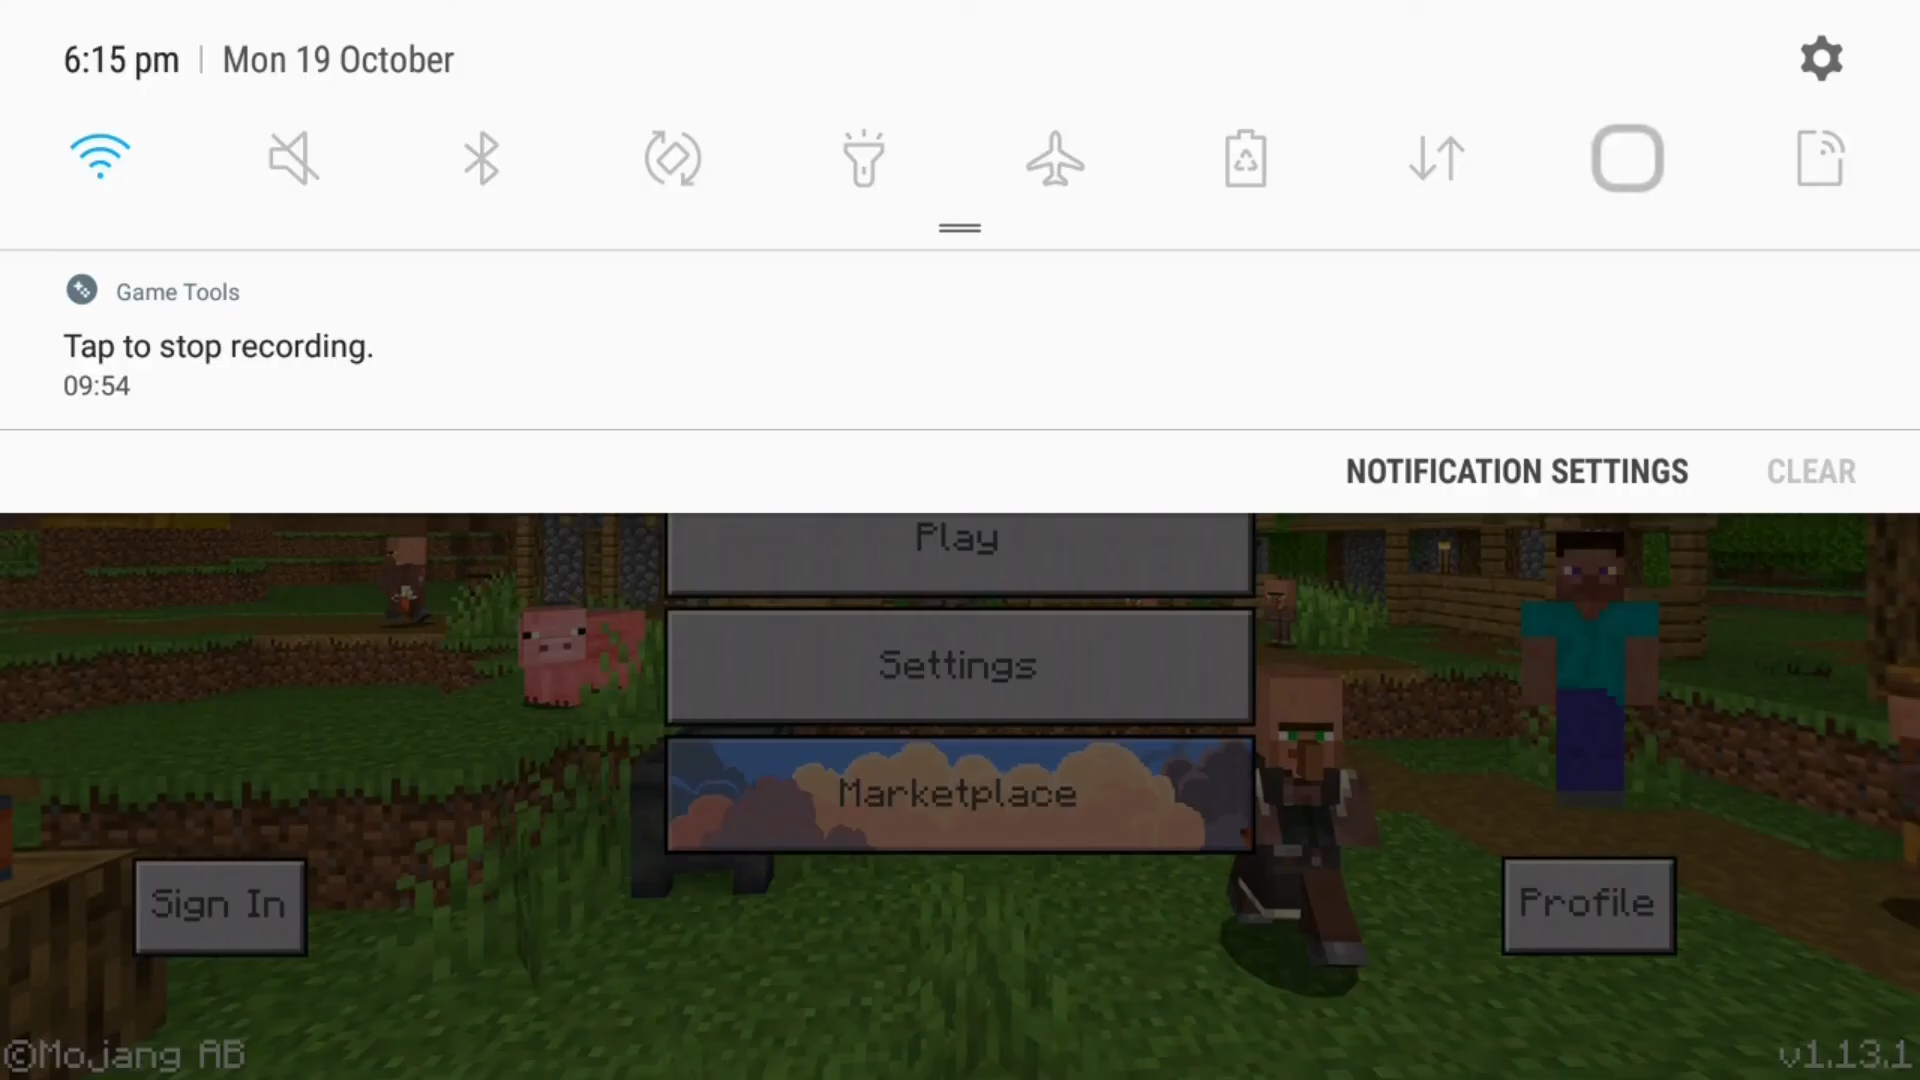 6:15 pm | Mon 19 October
Game Tools
Tap to stop recording.
09:54
NOTIFICATION SETTINGS CLEAR
Play
Settings
Marketplace
Sign In
Profile
©Mojang AB
v1.13.1